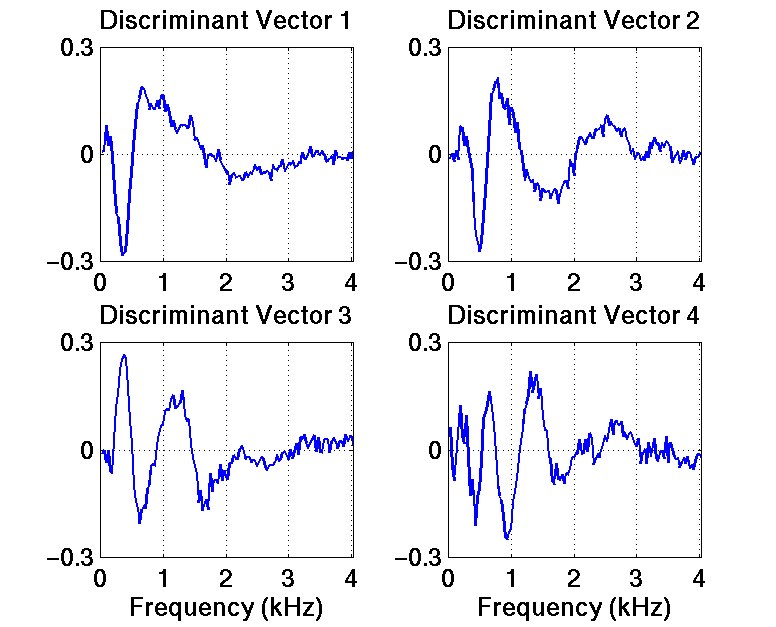 Discriminant Vector 1
Discriminant Vector 2
0.3
0
−0.3
0 1 2 3 4
0.3
0
−0.3
0 1 2 3 4
Discriminant Vector 3
Discriminant Vector 4
0.3
0
−0.3
0 1 2 3 4
Frequency (kHz)
0.3
0
−0.3
0 1 2 3 4
Frequency (kHz)